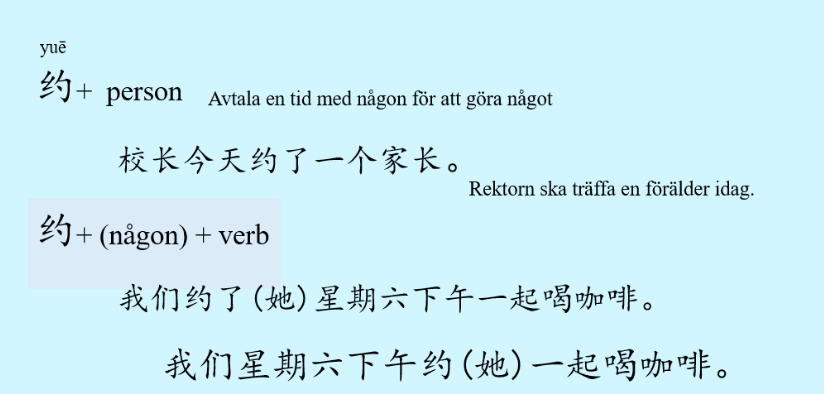 yuē
约+ person Avtala en tid med någon för att göra något
校长今天约了一个家长。
Rektorn ska träffa en förälder idag.
约+ (någon) + verb
我们约了(她)星期六下午一起喝咖啡。
我们星期六下午约(她)一起喝咖啡。